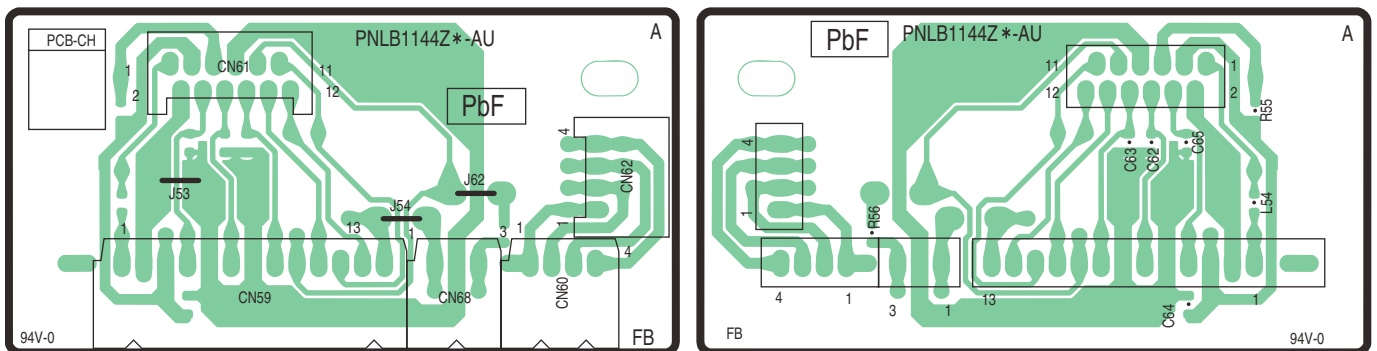 PCB-CH
PNLB1144Z*-AU
A
CN61
1
11
2
12
PbF
4
CN62
J53
J62
J54
1
13
1
3
1
1
4
CN59
CN68
CN60
94V-0
FB
PbF
PNLB1144Z*-AU
A
11
1
12
2
R55
4
C63
C62
C65
1
R56
L54
4
1
3
1
13
C64
1
FB
94V-0